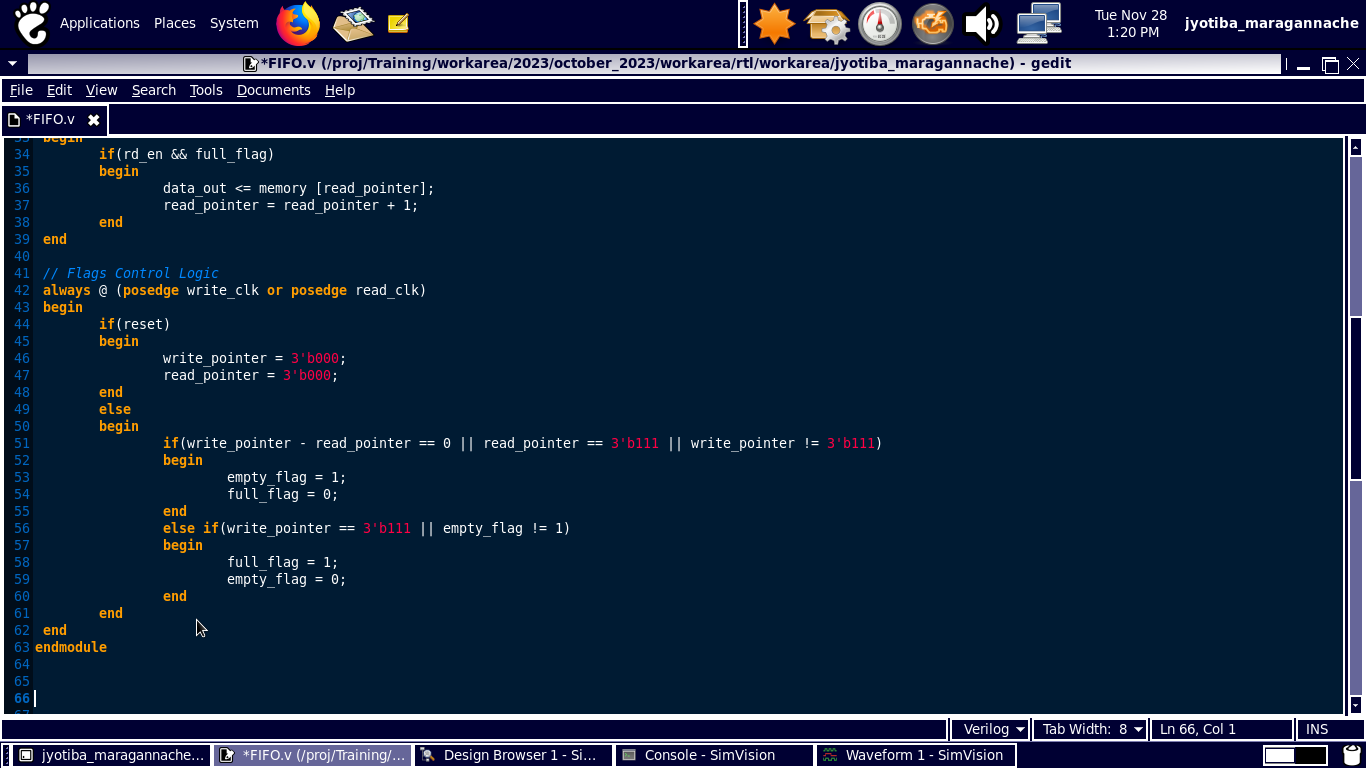 Applications Places System
Tue Nov 28
1:20 PM
jyotiba_maragannache
*FIFO.v (/proj/Training/workarea/2023/october_2023/workarea/rtl/workarea/jyotiba_maragannache) - gedit
File Edit View Search Tools Documents Help
*FIFO.v
33 begin
34 if(rd_en && full_flag)
35 begin
36 data_out <= memory [read_pointer];
37 read_pointer = read_pointer + 1;
38 end
39 end
40
41 // Flags Control Logic
42 always @ (posedge write_clk or posedge read_clk)
43 begin
44 if(reset)
45 begin
46 write_pointer = 3'b000;
47 read_pointer = 3'b000;
48 end
49 else
50 begin
51 if(write_pointer - read_pointer == 0 || read_pointer == 3'b111 || write_pointer != 3'b111)
52 begin
53 empty_flag = 1;
54 full_flag = 0;
55 end
56 else if(write_pointer == 3'b111 || empty_flag != 1)
57 begin
58 full_flag = 1;
59 empty_flag = 0;
60 end
61 end
62 end
63 endmodule
64
65
66
67
Verilog Tab Width: 8 Ln 66, Col 1 INS
jyotiba_maragannache... *FIFO.v (/proj/Training/... Design Browser 1 - Si... Console - SimVision Waveform 1 - SimVision